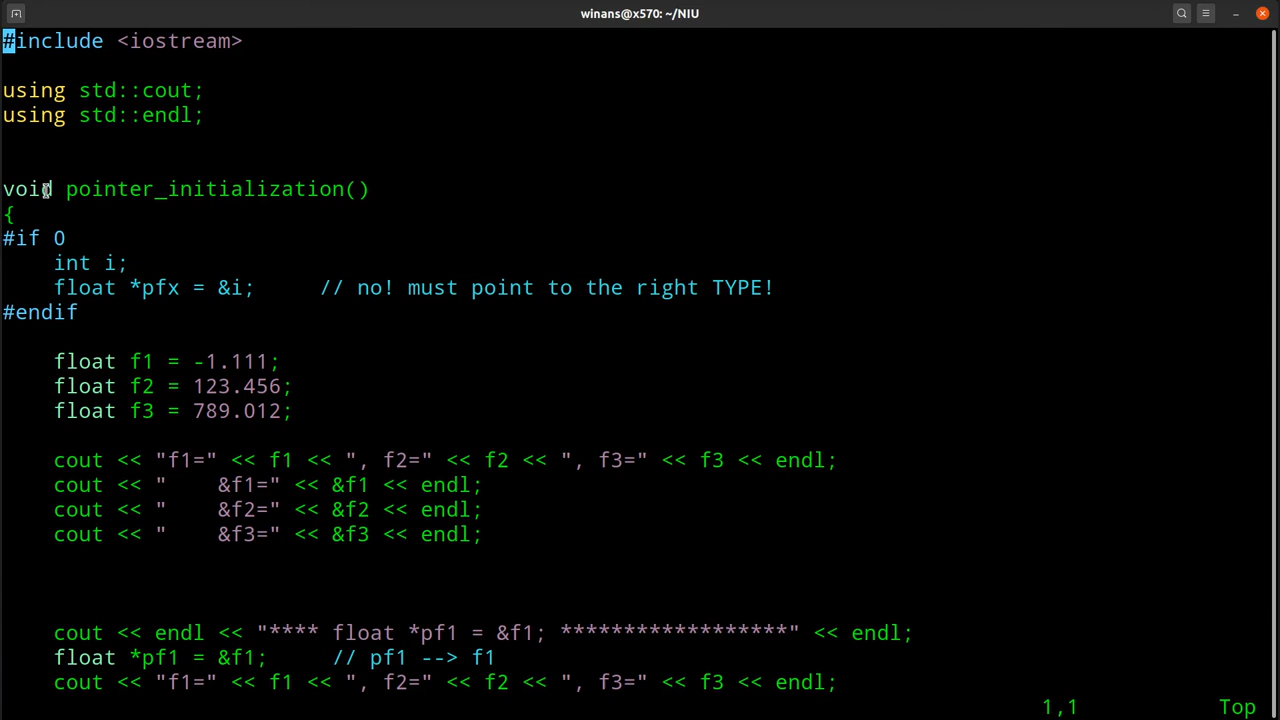 winans@x570: ~/NIU
#include <iostream>
using std::cout;
using std::endl;
void pointer_initialization()
{
#if 0
    int i;
    float *pfx = &i;     // no! must point to the right TYPE!
#endif
    float f1 = -1.111;
    float f2 = 123.456;
    float f3 = 789.012;
    cout << "f1=" << f1 << ", f2=" << f2 << ", f3=" << f3 << endl;
    cout << "    &f1=" << &f1 << endl;
    cout << "    &f2=" << &f2 << endl;
    cout << "    &f3=" << &f3 << endl;
    cout << endl << "**** float *pf1 = &f1; ******************" << endl;
    float *pf1 = &f1;     // pf1 --> f1
    cout << "f1=" << f1 << ", f2=" << f2 << ", f3=" << f3 << endl;
1,1 Top